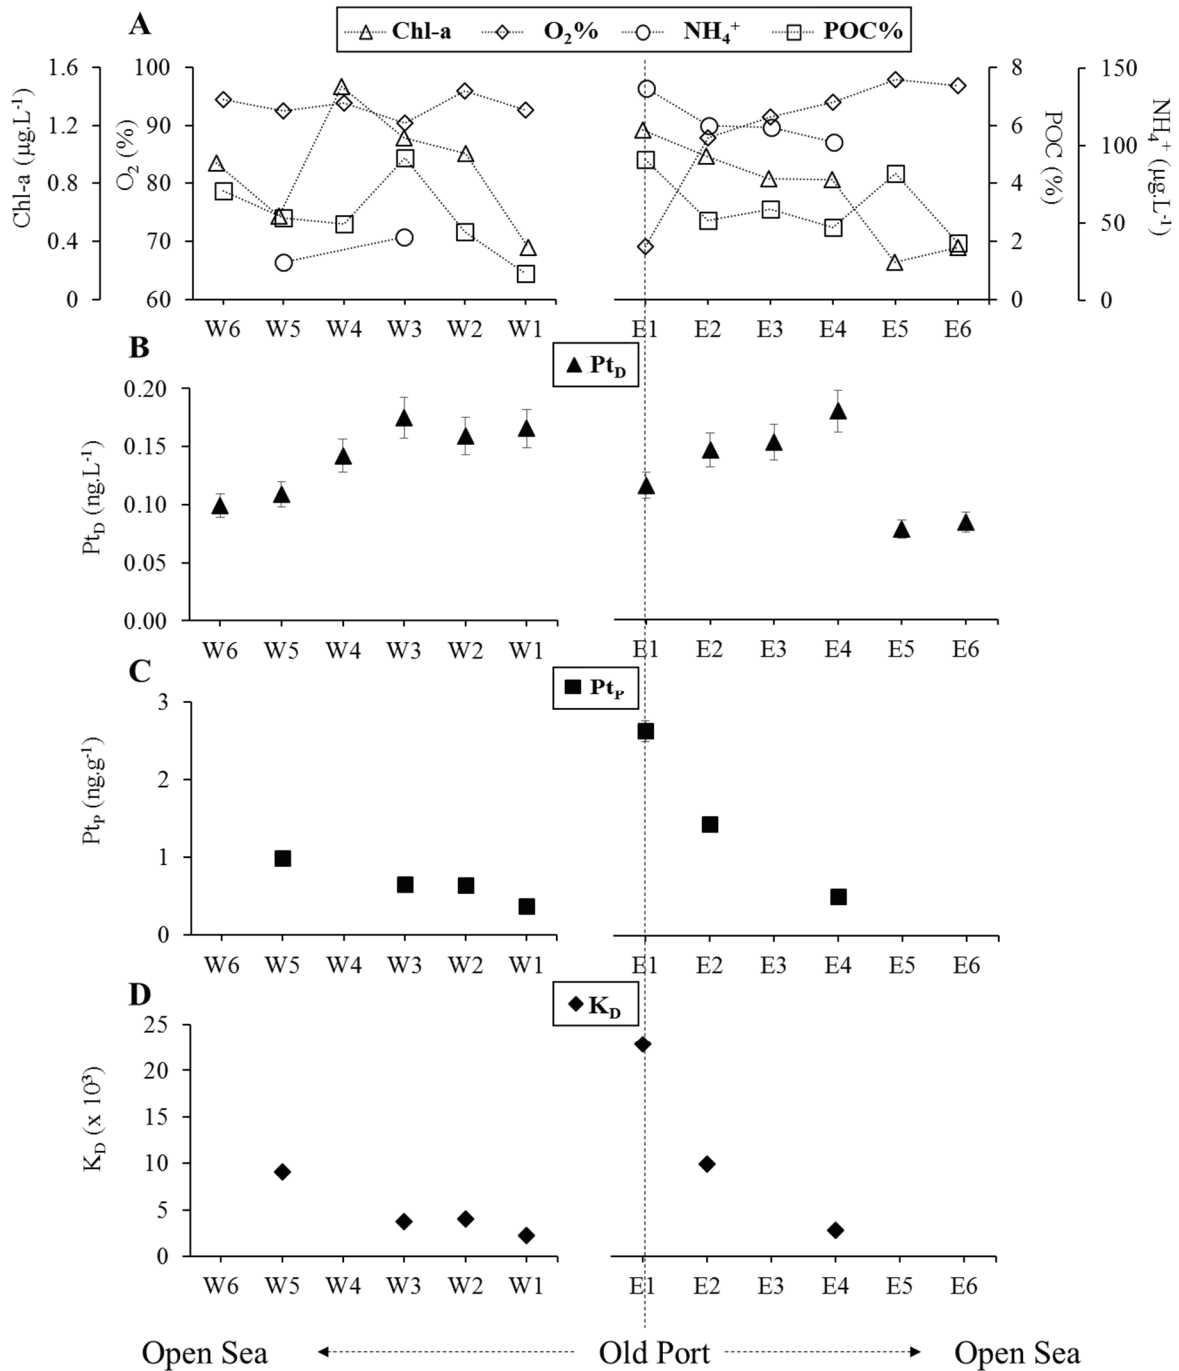 A
Chl-a O₂% NH₄⁺ POC%
Chl-a (µg.L⁻¹)
1.6
1.2
0.8
0.4
0
O₂ (%)
100
90
80
70
60
8
6
4
2
0
POC (%)
150
100
50
0
NH₄⁺ (µg.L⁻¹)
W6 W5 W4 W3 W2 W1 E1 E2 E3 E4 E5 E6
B
Pt_D
Pt_D (ng.L⁻¹)
0.20
0.15
0.10
0.05
0.00
W6 W5 W4 W3 W2 W1 E1 E2 E3 E4 E5 E6
C
Pt_P
Pt_P (ng.g⁻¹)
3
2
1
0
W6 W5 W4 W3 W2 W1 E1 E2 E3 E4 E5 E6
D
K_D
K_D (x 10³)
25
20
15
10
5
0
W6 W5 W4 W3 W2 W1 E1 E2 E3 E4 E5 E6
Open Sea Old Port Open Sea